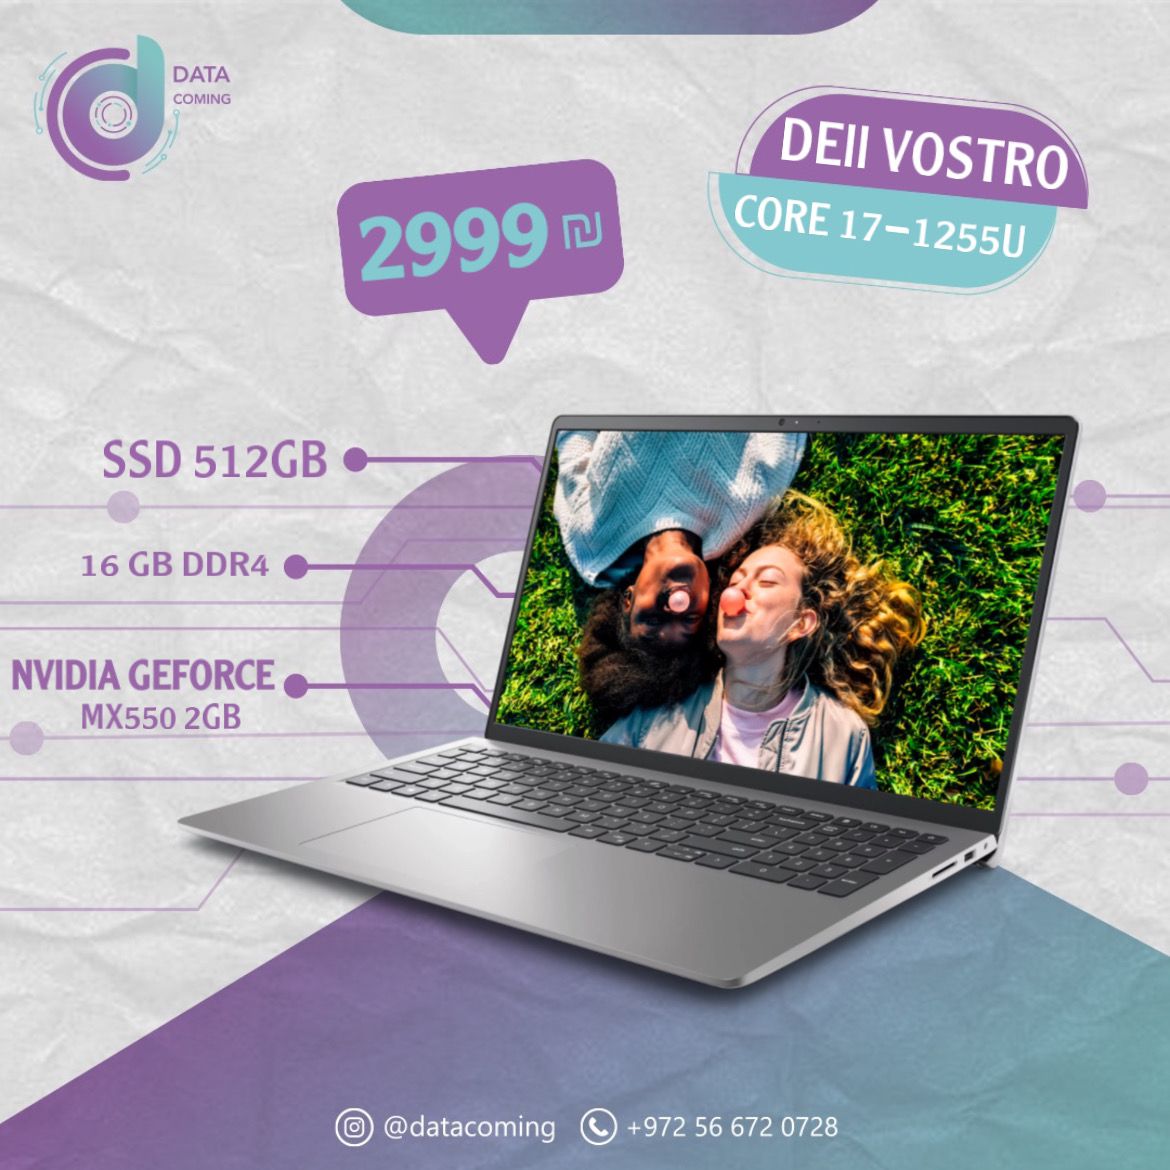 DATA
COMING
DEll VOSTRO
CORE 17-1255U
2999 ₪
SSD 512GB
16 GB DDR4
NVIDIA GEFORCE
MX550 2GB
@datacoming +972 56 672 0728